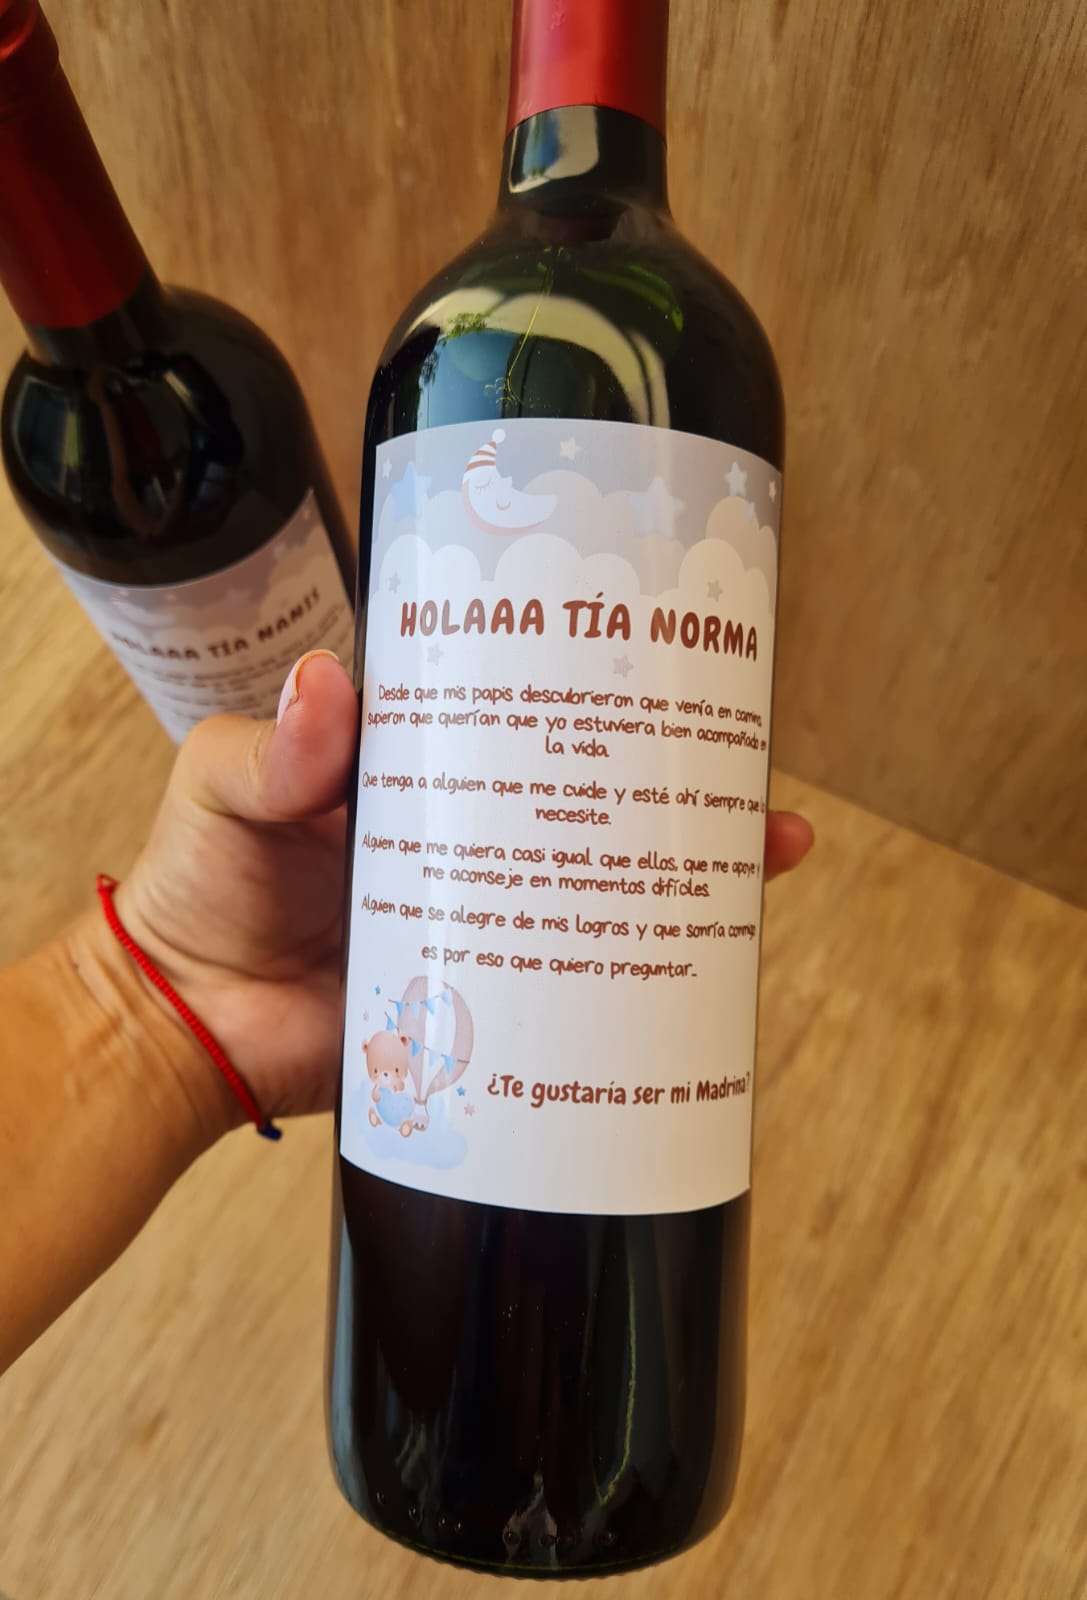 HOLAAA TÍA NORMA
Desde que mis papis descubrieron que venía en camino,
supieron que querían que yo estuviera bien acompañado en
la vida.
Que tenga a alguien que me cuide y esté ahí siempre que lo
necesite.
Alguien que me quiera casi igual que ellos, que me apoye y
me aconseje en momentos difíciles.
Alguien que se alegre de mis logros y que sonría conmigo
es por eso que quiero preguntar...
¿Te gustaría ser mi Madrina?
HOLAAA TÍA NANIS